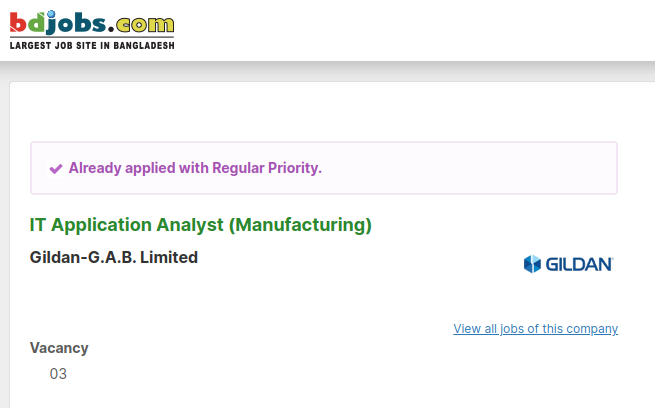 bdjobs.com
LARGEST JOB SITE IN BANGLADESH
Already applied with Regular Priority.
IT Application Analyst (Manufacturing)
Gildan-G.A.B. Limited
GILDAN
View all jobs of this company
Vacancy
03